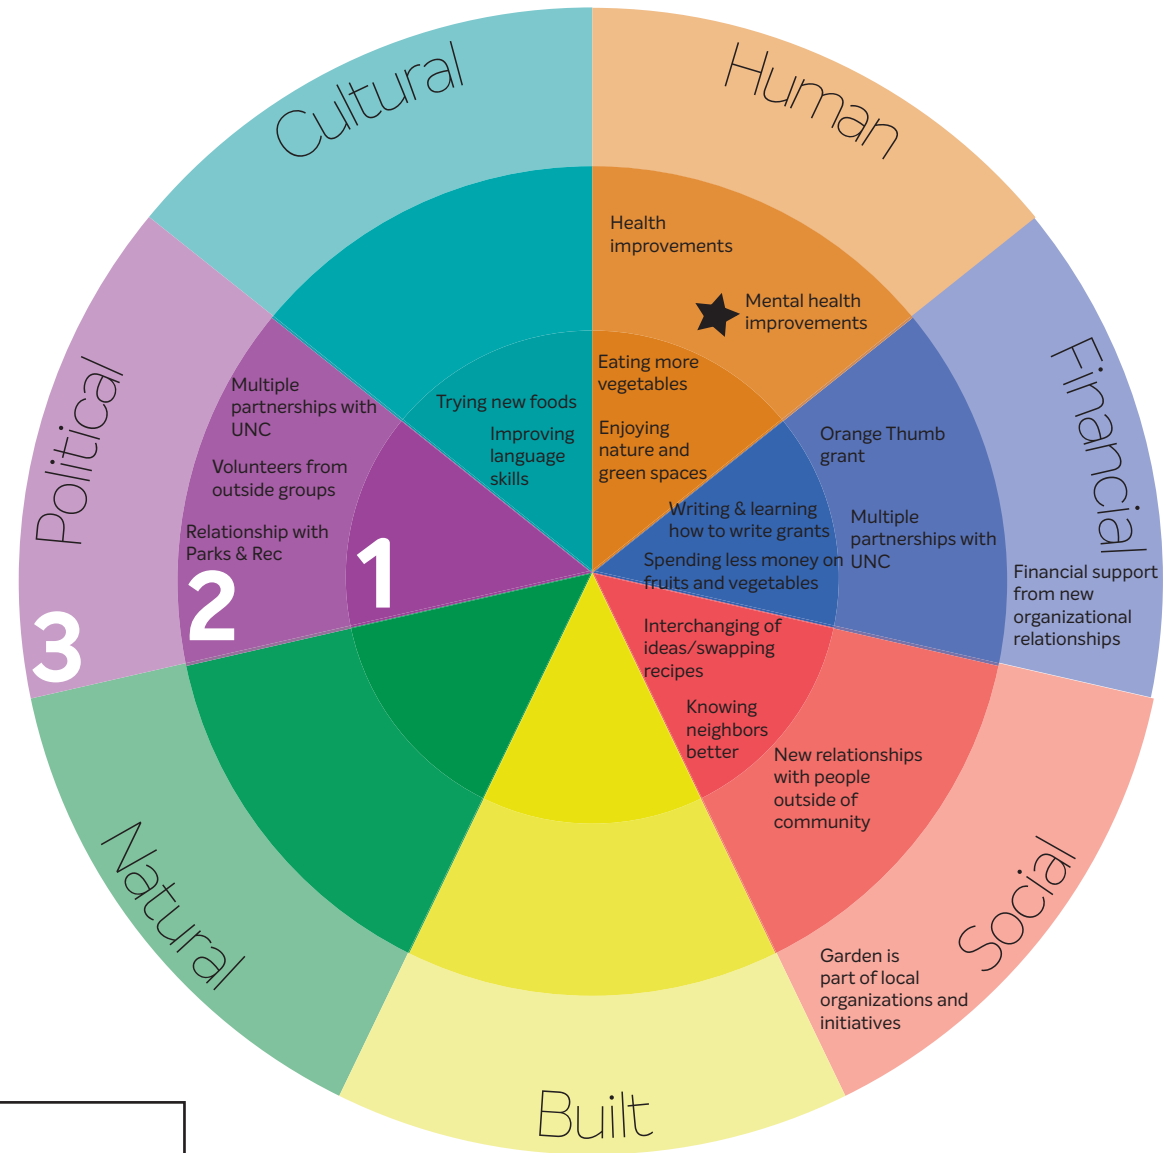 Cultural
Human
Financial
Social
Built
Natural
Political
Health
improvements
Mental health
improvements
Eating more
vegetables
Enjoying
nature and
green spaces
Trying new foods
Improving
language
skills
Multiple
partnerships with
UNC
Volunteers from
outside groups
Relationship with
Parks & Rec
1
2
3
Orange Thumb
grant
Multiple
partnerships with
UNC
Writing & learning
how to write grants
Spending less money on
fruits and vegetables
Financial support
from new
organizational
relationships
Interchanging of
ideas/swapping
recipes
Knowing
neighbors
better
New relationships
with people
outside of
community
Garden is
part of local
organizations and
initiatives